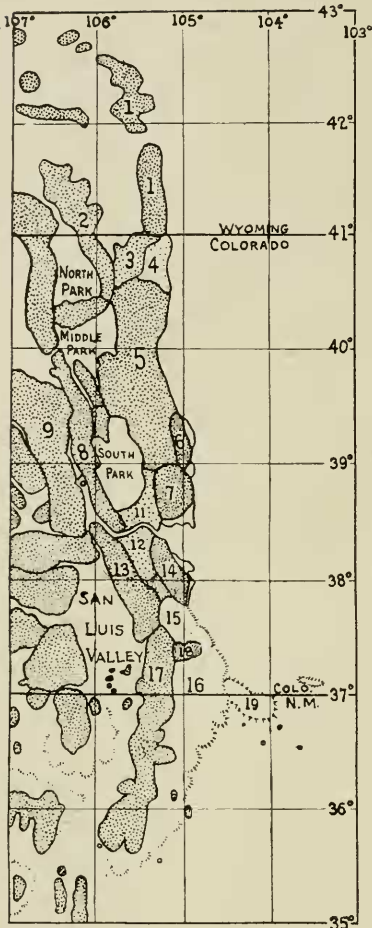 107° 106° 105° 104° 103°
43°
1
42°
1
2
41°
WYOMING
COLORADO
3 4
NORTH
PARK
MIDDLE
PARK
40°
5
9
6
8
SOUTH
PARK
39°
7
11
12
13
14
38°
SAN
LUIS
VALLEY
15
18
17
16
COLO.
N.M.
37°
19
36°
35°